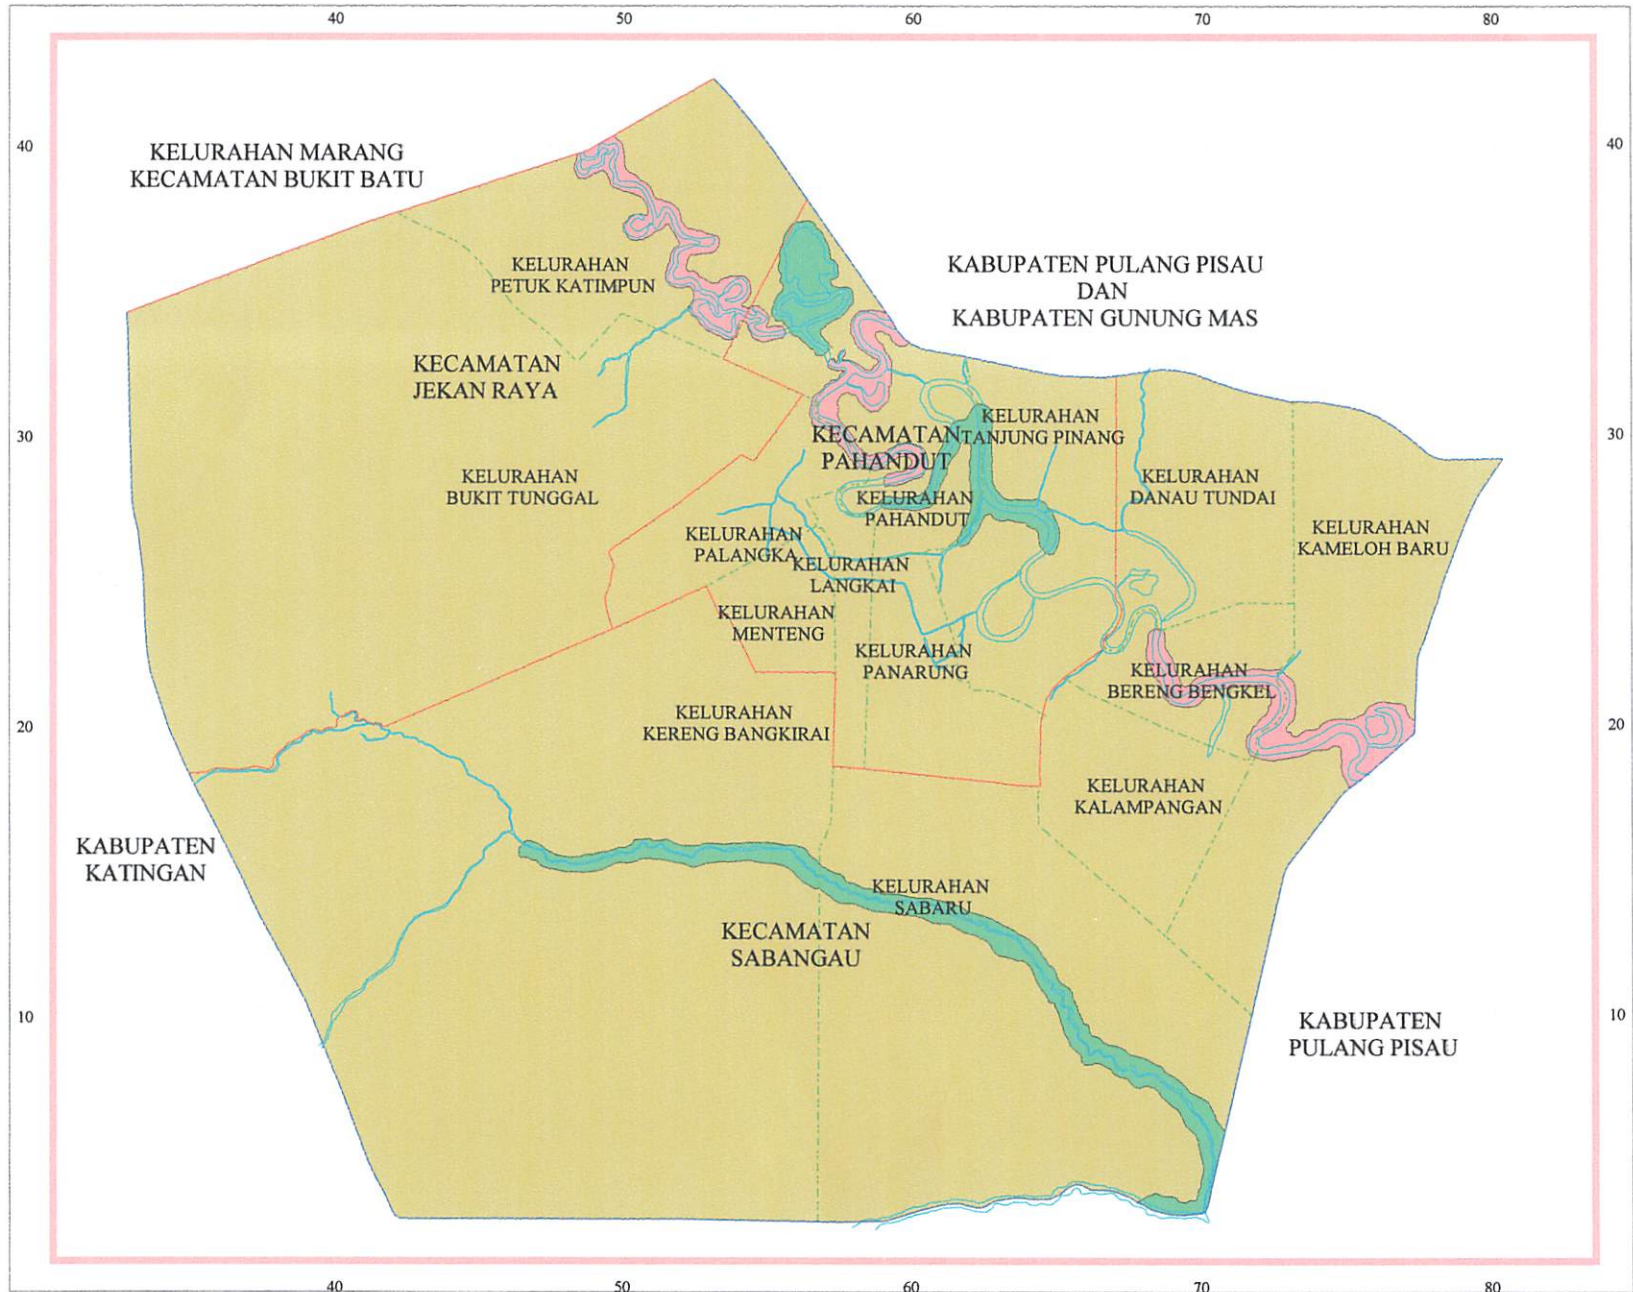 40 50 60 70 80
40 40
KELURAHAN MARANG
KECAMATAN BUKIT BATU
KELURAHAN
PETUK KATIMPUN
KABUPATEN PULANG PISAU
DAN
KABUPATEN GUNUNG MAS
KECAMATAN
JEKAN RAYA
30 30
KECAMATAN
PAHANDUT
KELURAHAN
TANJUNG PINANG
KELURAHAN
BUKIT TUNGGAL
KELURAHAN
DANAU TUNDAI
KELURAHAN
PAHANDUT
KELURAHAN
KAMELOH BARU
KELURAHAN
PALANGKA
KELURAHAN
LANGKAI
KELURAHAN
MENTENG
KELURAHAN
PANARUNG
KELURAHAN
BERENG BENGKEL
20 20
KELURAHAN
KERENG BANGKIRAI
KELURAHAN
KALAMPANGAN
KABUPATEN
KATINGAN
KELURAHAN
SABARU
KECAMATAN
SABANGAU
10 10
KABUPATEN
PULANG PISAU
40 50 60 70 80